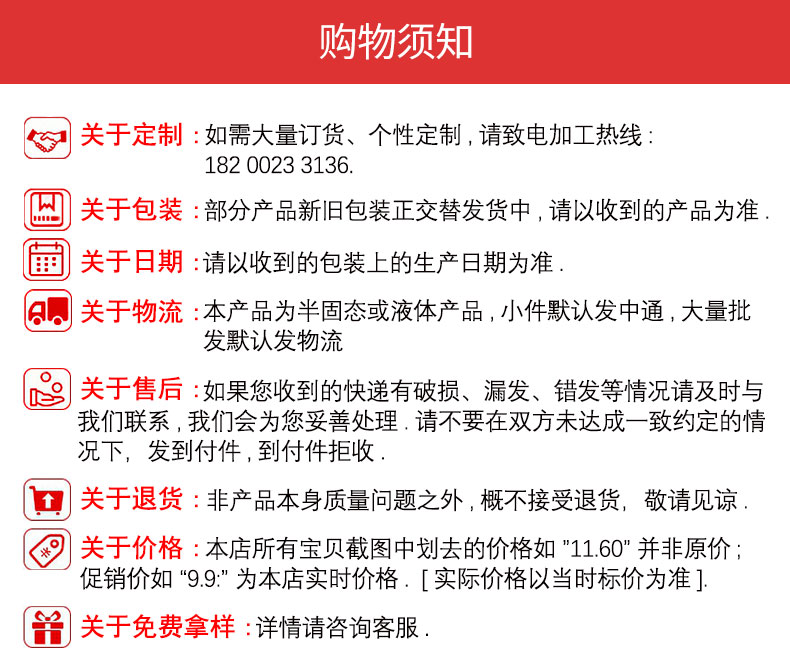 购物须知
关于定制 : 如需大量订货、个性定制 , 请致电加工热线 :
182 0023 3136.
关于包装 : 部分产品新旧包装正交替发货中 , 请以收到的产品为准 .
关于日期 : 请以收到的包装上的生产日期为准 .
关于物流 : 本产品为半固态或液体产品 , 小件默认发中通 , 大量批
发默认发物流
关于售后 : 如果您收到的快递有破损、漏发、错发等情况请及时与
我们联系 , 我们会为您妥善处理 . 请不要在双方未达成一致约定的情
况下, 发到付件 , 到付件拒收 .
关于退货 : 非产品本身质量问题之外 , 概不接受退货, 敬请见谅 .
关于价格 : 本店所有宝贝截图中划去的价格如 ”11.60” 并非原价 ;
促销价如 “9.9:” 为本店实时价格 . [ 实际价格以当时标价为准 ].
关于免费拿样 : 详情请咨询客服 .